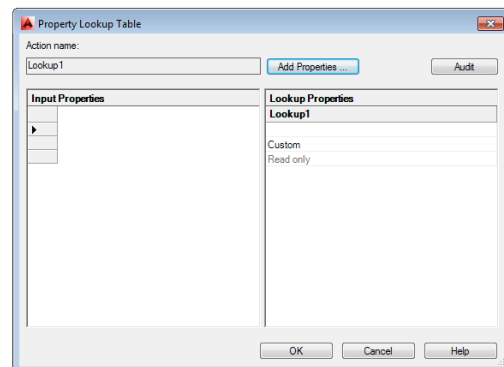 Property Lookup Table
Action name:
Lookup1
Add Properties ...
Audit
Input Properties
Lookup Properties
Lookup1
Custom
Read only
OK
Cancel
Help